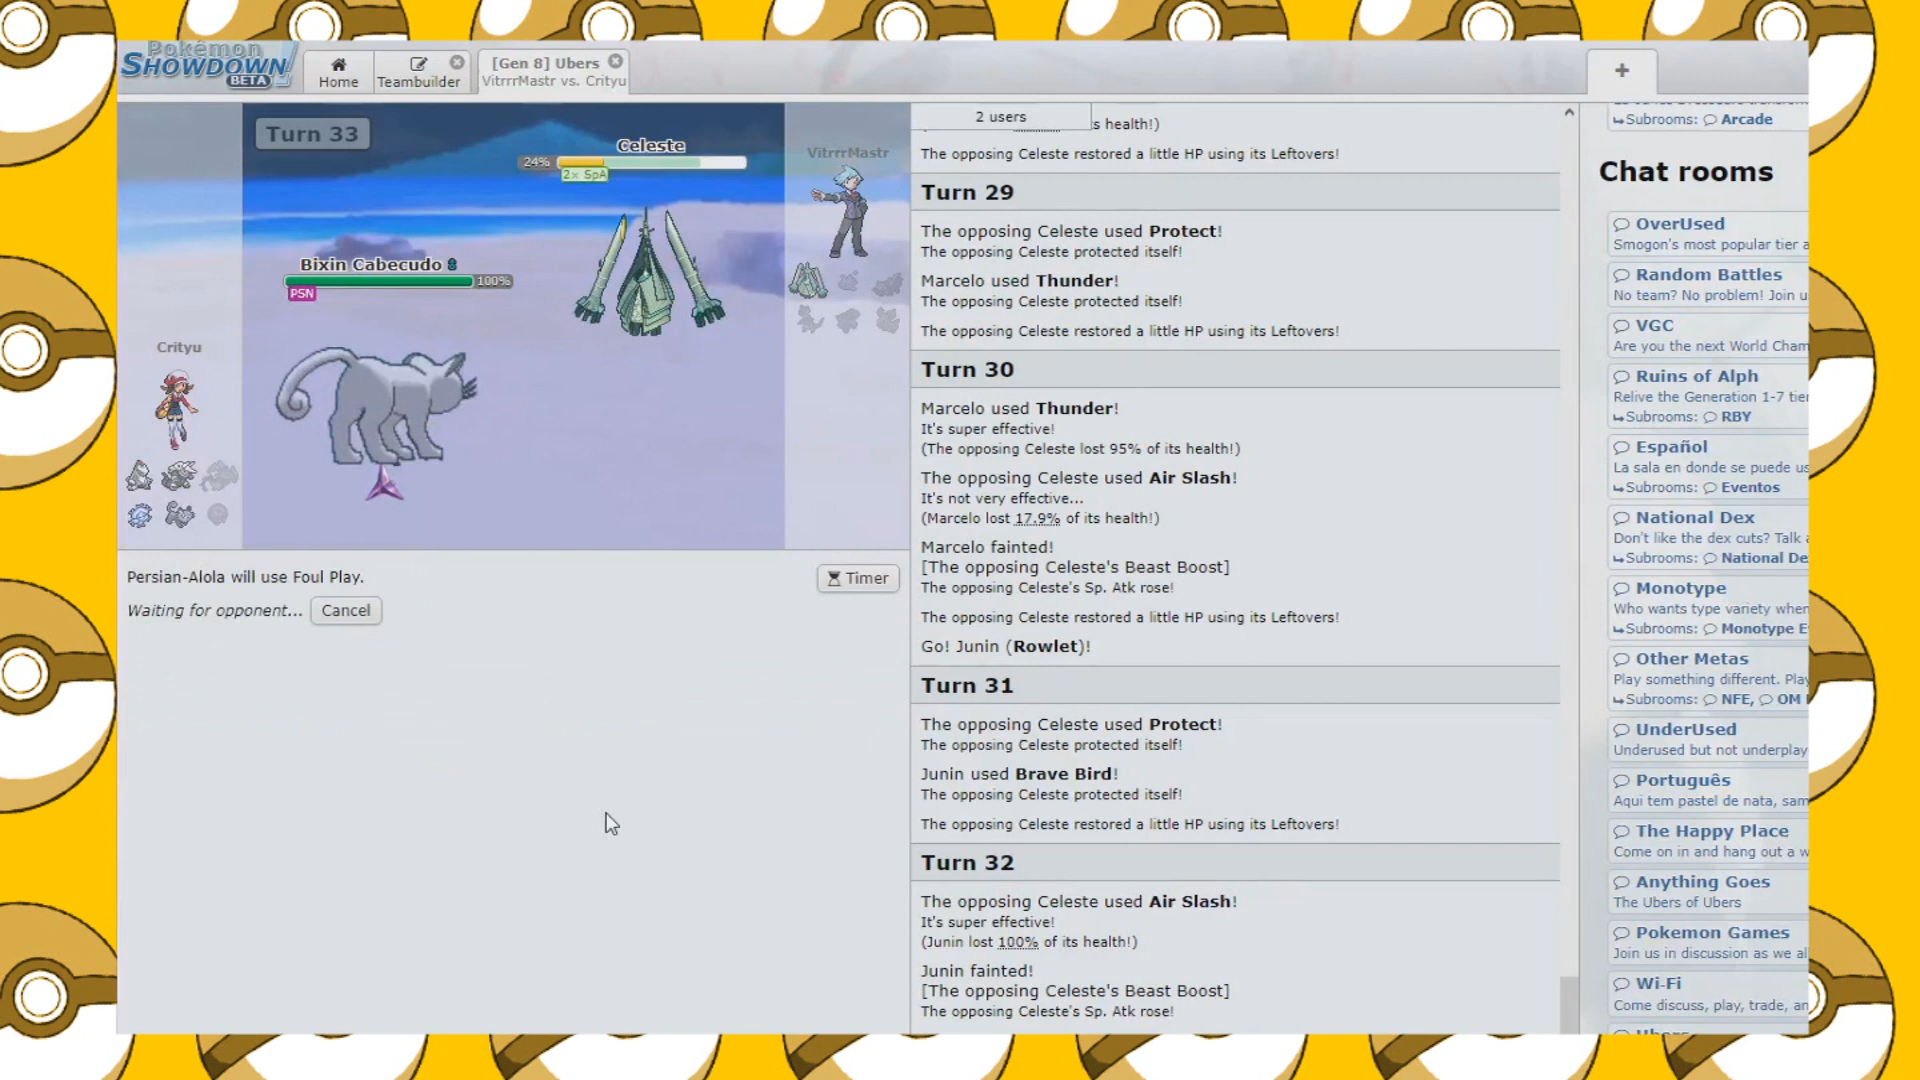 Pokémon
SHOWDOWN!
BETA
Home
Teambuilder
[Gen 8] Ubers
VitrrrMastr vs. Crityu
+
Turn 33
Celeste
24%
2x SpA
Bixin Cabecudo
100%
PSN
VitrrrMastr
Crityu
Persian-Alola will use Foul Play.
Waiting for opponent... Cancel
Timer
2 users
s health!)
The opposing Celeste restored a little HP using its Leftovers!
Turn 29
The opposing Celeste used Protect!
The opposing Celeste protected itself!
Marcelo used Thunder!
The opposing Celeste protected itself!
The opposing Celeste restored a little HP using its Leftovers!
Turn 30
Marcelo used Thunder!
It's super effective!
(The opposing Celeste lost 95% of its health!)
The opposing Celeste used Air Slash!
It's not very effective...
(Marcelo lost 17.9% of its health!)
Marcelo fainted!
[The opposing Celeste's Beast Boost]
The opposing Celeste's Sp. Atk rose!
The opposing Celeste restored a little HP using its Leftovers!
Go! Junin (Rowlet)!
Turn 31
The opposing Celeste used Protect!
The opposing Celeste protected itself!
Junin used Brave Bird!
The opposing Celeste protected itself!
The opposing Celeste restored a little HP using its Leftovers!
Turn 32
The opposing Celeste used Air Slash!
It's super effective!
(Junin lost 100% of its health!)
Junin fainted!
[The opposing Celeste's Beast Boost]
The opposing Celeste's Sp. Atk rose!
↳Subrooms: Arcade
Chat rooms
OverUsed
Smogon's most popular tier a
Random Battles
No team? No problem! Join u
VGC
Are you the next World Cham
Ruins of Alph
Relive the Generation 1-7 tier
↳Subrooms: RBY
Español
La sala en donde se puede us
↳Subrooms: Eventos
National Dex
Don't like the dex cuts? Talk a
↳Subrooms: National De
Monotype
Who wants type variety when
↳Subrooms: Monotype E
Other Metas
Play something different. Play
↳Subrooms: NFE, OM
UnderUsed
Underused but not underplay
Português
Aqui tem pastel de nata, sam
The Happy Place
Come on in and hang out a w
Anything Goes
The Ubers of Ubers
Pokemon Games
Join us in discussion as we al
Wi-Fi
Come discuss, play, trade, an